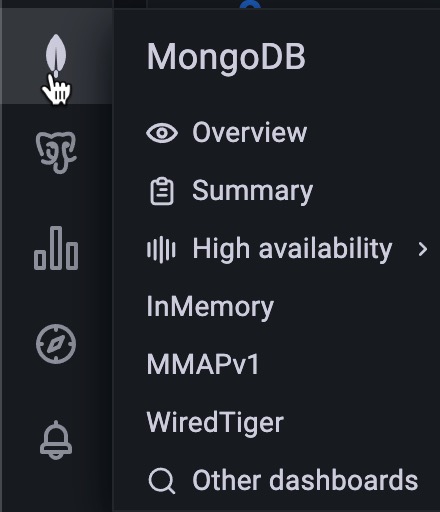 MongoDB
Overview
Summary
High availability
InMemory
MMAPv1
WiredTiger
Other dashboards